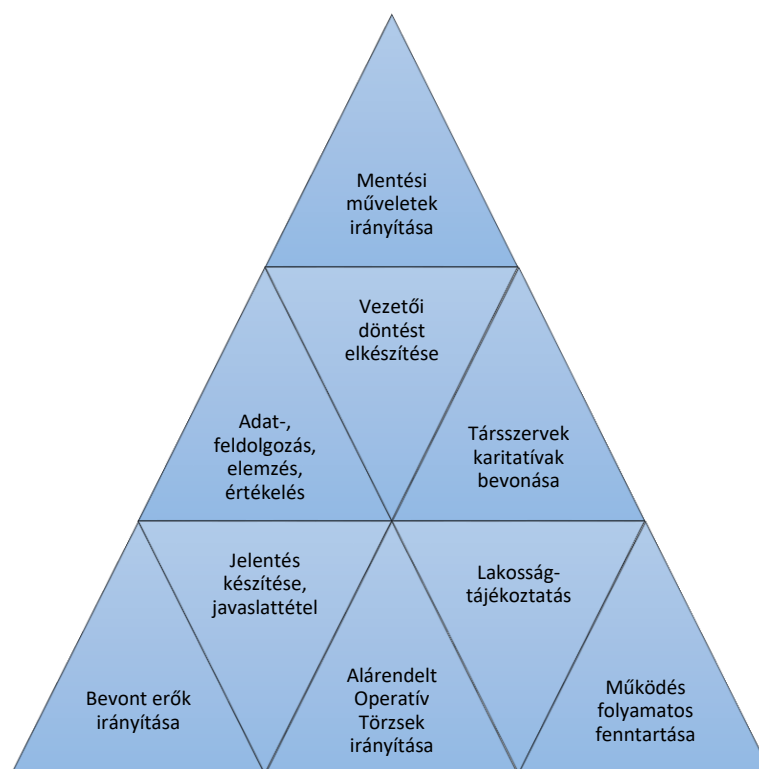 Mentési
műveletek
irányítása
Vezetői
döntést
elkészítése
Adat-,
feldolgozás,
elemzés,
értékelés
Társszervek
karitatívak
bevonása
Jelentés
készítése,
javaslattétel
Lakosság-
tájékoztatás
Bevont erők
irányítása
Alárendelt
Operatív
Törzsek
irányítása
Működés
folyamatos
fenntartása